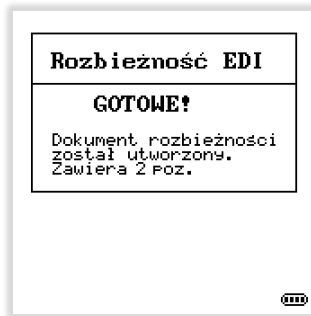 Rozbieżność EDI
GOTOWE!
Dokument rozbieżności
został utworzony.
Zawiera 2 poz.